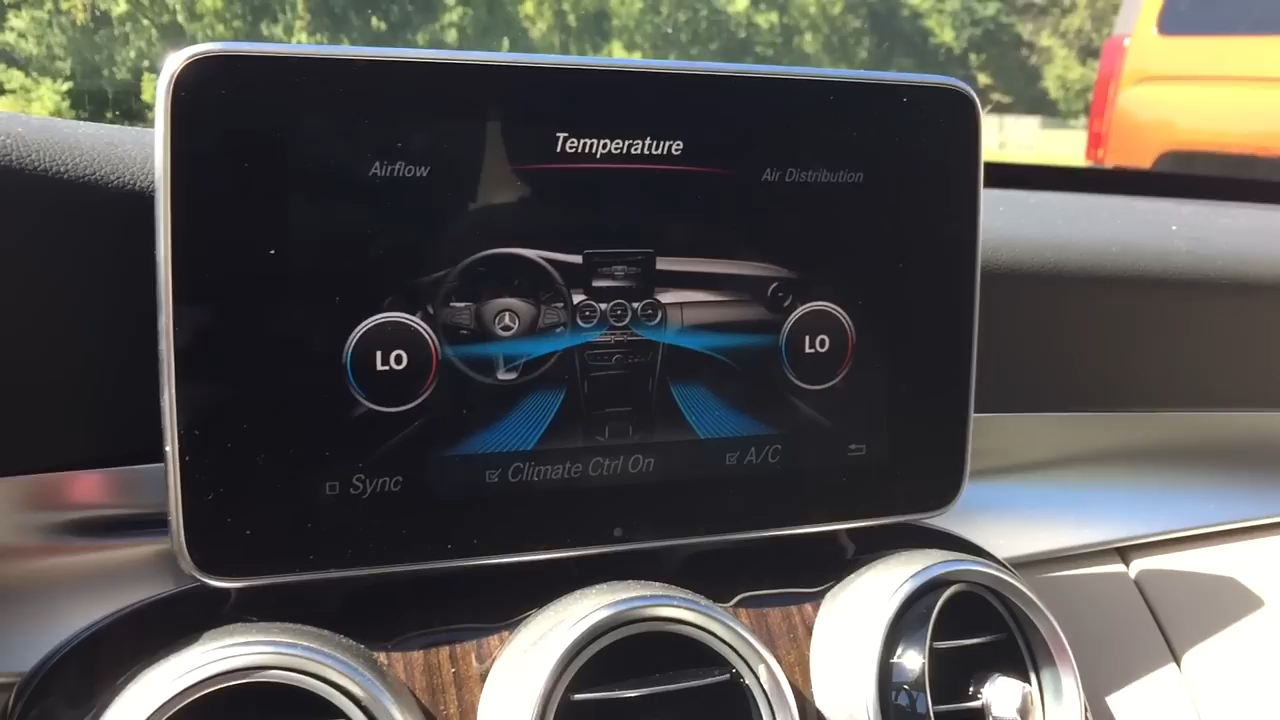 Temperature
Airflow
Air Distribution
LO
LO
Sync
Climate Ctrl On
A/C